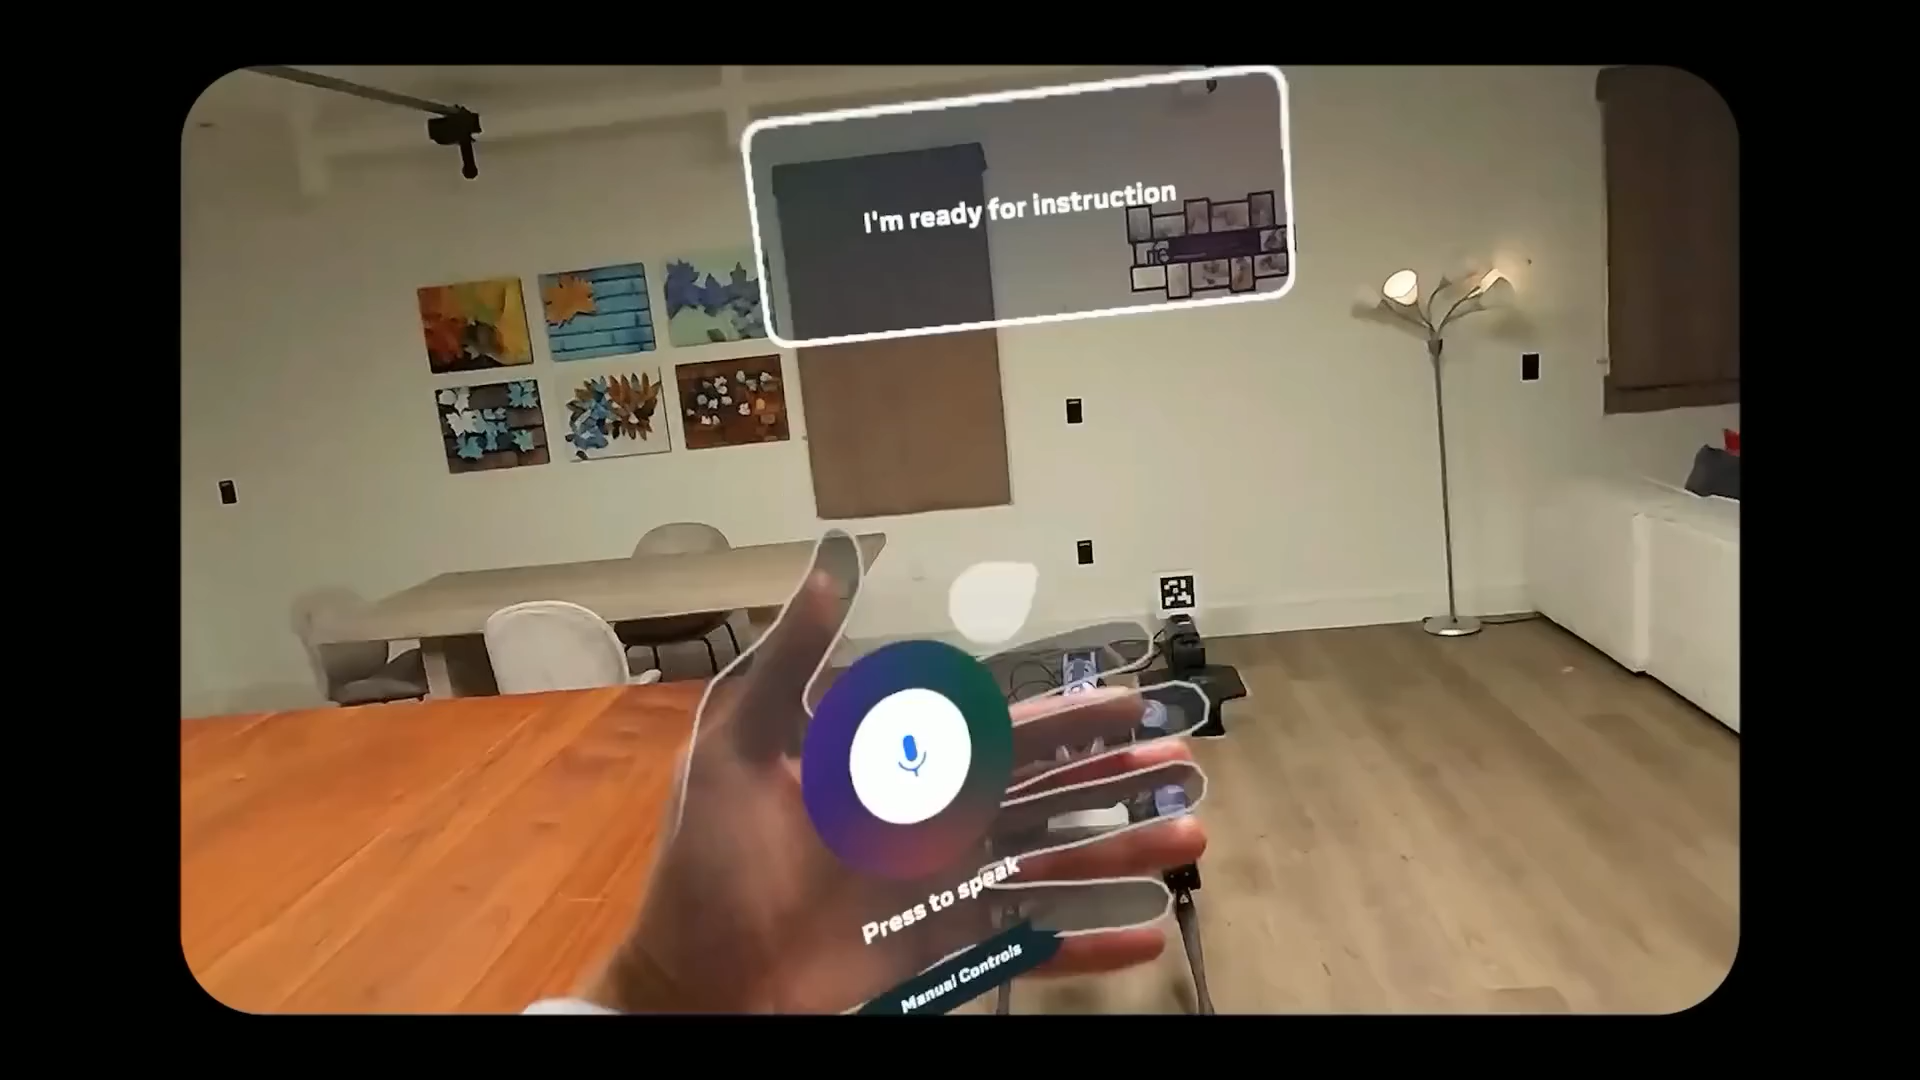 I'm ready for instruction
Press to speak
Manual Controls